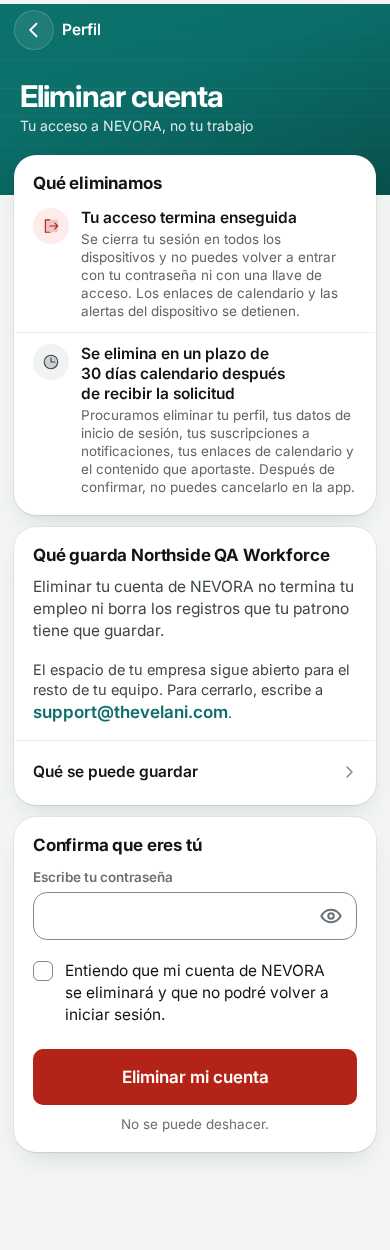 Perfil
Eliminar cuenta
Tu acceso a NEVORA, no tu trabajo
Qué eliminamos
Tu acceso termina enseguida
Se cierra tu sesión en todos los
dispositivos y no puedes volver a entrar
con tu contraseña ni con una llave de
acceso. Los enlaces de calendario y las
alertas del dispositivo se detienen.
Se elimina en un plazo de
30 días calendario después
de recibir la solicitud
Procuramos eliminar tu perfil, tus datos de
inicio de sesión, tus suscripciones a
notificaciones, tus enlaces de calendario y
el contenido que aportaste. Después de
confirmar, no puedes cancelarlo en la app.
Qué guarda Northside QA Workforce
Eliminar tu cuenta de NEVORA no termina tu
empleo ni borra los registros que tu patrono
tiene que guardar.
El espacio de tu empresa sigue abierto para el
resto de tu equipo. Para cerrarlo, escribe a
support@thevelani.com.
Qué se puede guardar
Confirma que eres tú
Escribe tu contraseña
Entiendo que mi cuenta de NEVORA
se eliminará y que no podré volver a
iniciar sesión.
Eliminar mi cuenta
No se puede deshacer.